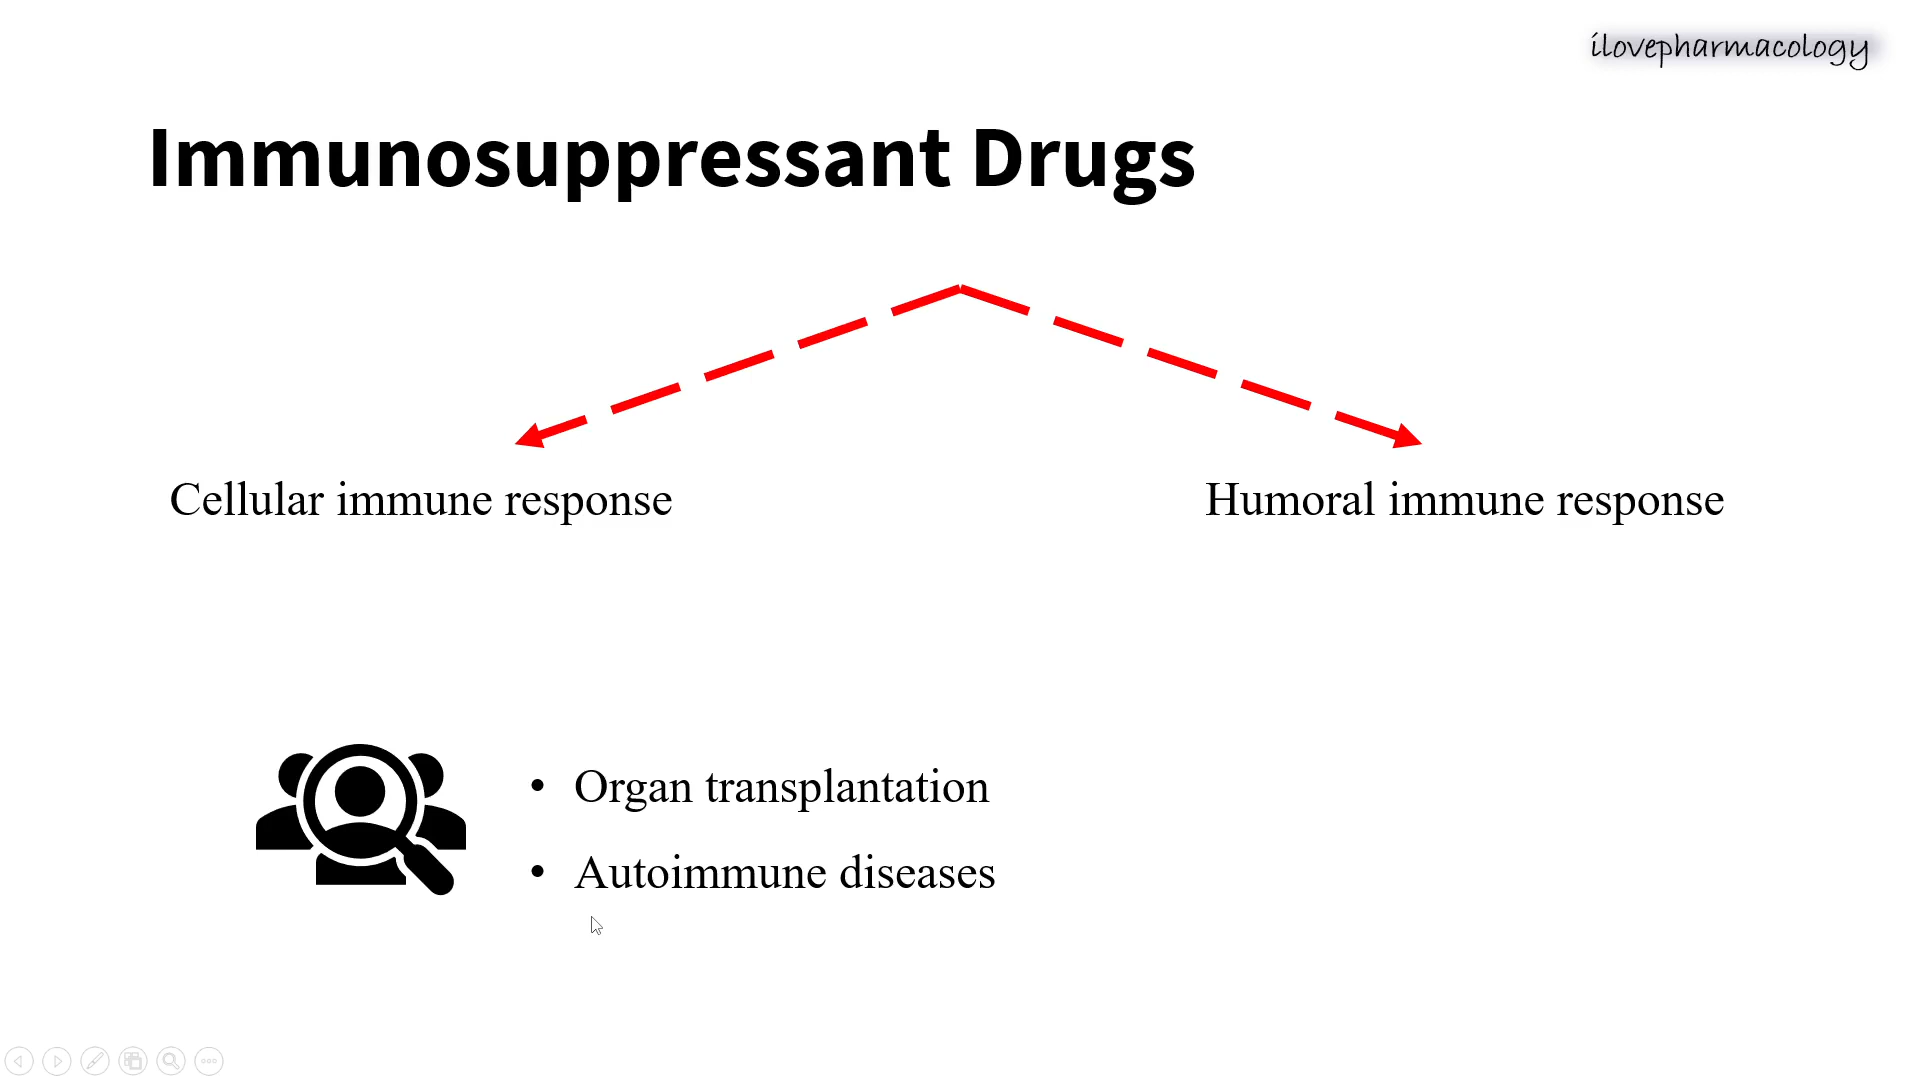 ilovepharmacology
Immunosuppressant Drugs
Cellular immune response
Humoral immune response
• Organ transplantation
• Autoimmune diseases